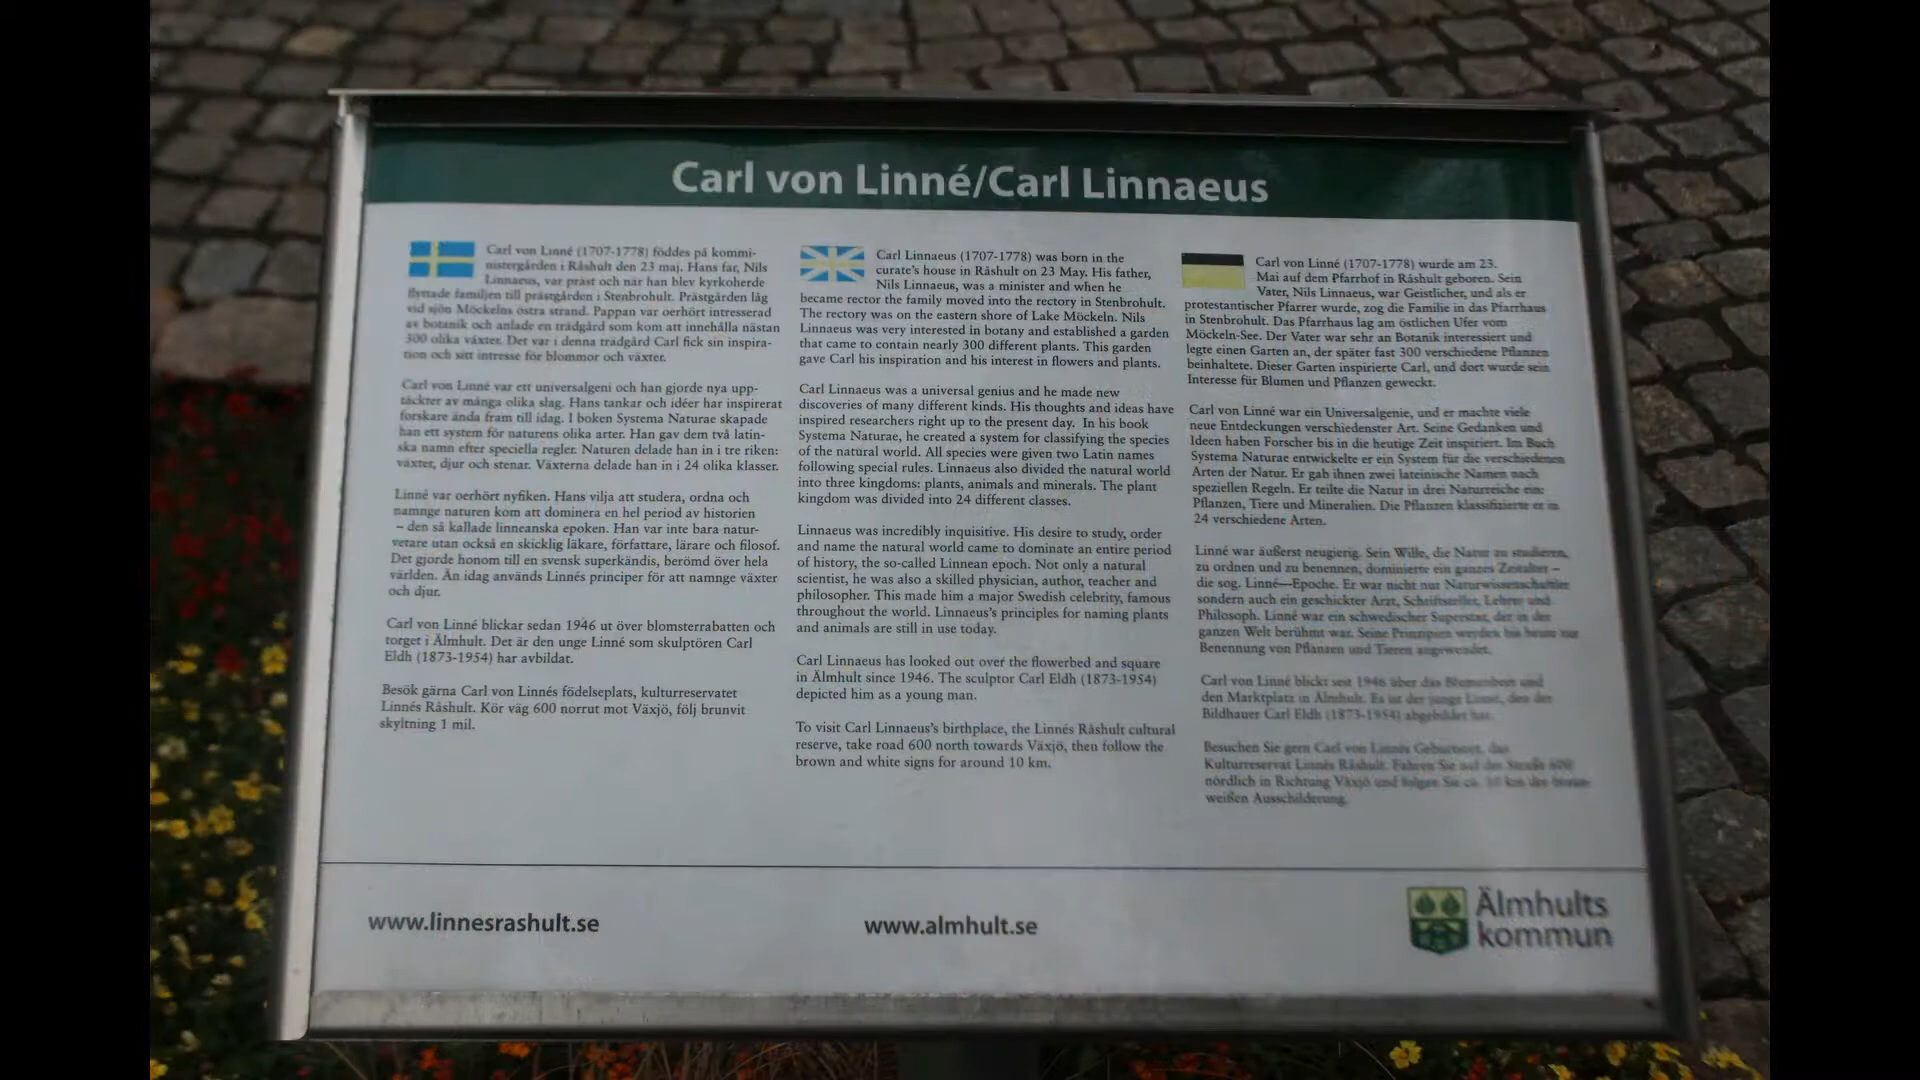 Carl von Linné/Carl Linnaeus
Carl von Linné (1707-1778) föddes på kommi-
nistergården i Råshult den 23 maj. Hans far, Nils
Linnaeus, var präst och när han blev kyrkoherde
flyttade familjen till prästgården i Stenbrohult. Prästgården låg
vid sjön Möckelns östra strand. Pappan var oerhört intresserad
av botanik och anlade en trädgård som kom att innehålla nästan
300 olika växter. Det var i denna trädgård Carl fick sin inspira-
tion och sitt intresse för blommor och växter.
Carl von Linné var ett universalgeni och han gjorde nya upp-
täckter av många olika slag. Hans tankar och idéer har inspirerat
forskare ända fram till idag. I boken Systema Naturae skapade
han ett system för naturens olika arter. Han gav dem två latin-
ska namn efter speciella regler. Naturen delade han in i tre riken:
växter, djur och stenar. Växterna delade han in i 24 olika klasser.
Linné var oerhört nyfiken. Hans vilja att studera, ordna och
namnge naturen kom att dominera en hel period av historien
– den så kallade linneanska epoken. Han var inte bara natur-
vetare utan också en skicklig läkare, författare, lärare och filosof.
Det gjorde honom till en svensk superkändis, berömd över hela
världen. Än idag används Linnés principer för att namnge växter
och djur.
Carl von Linné blickar sedan 1946 ut över blomsterrabatten och
torget i Älmhult. Det är den unge Linné som skulptören Carl
Eldh (1873-1954) har avbildat.
Besök gärna Carl von Linnés födelseplats, kulturreservatet
Linnés Råshult. Kör väg 600 norrut mot Växjö, följ brunvit
skyltning 1 mil.
Carl Linnaeus (1707-1778) was born in the
curate's house in Råshult on 23 May. His father,
Nils Linnaeus, was a minister and when he
became rector the family moved into the rectory in Stenbrohult.
The rectory was on the eastern shore of Lake Möckeln. Nils
Linnaeus was very interested in botany and established a garden
that came to contain nearly 300 different plants. This garden
gave Carl his inspiration and his interest in flowers and plants.
Carl Linnaeus was a universal genius and he made new
discoveries of many different kinds. His thoughts and ideas have
inspired researchers right up to the present day. In his book
Systema Naturae, he created a system for classifying the species
of the natural world. All species were given two Latin names
following special rules. Linnaeus also divided the natural world
into three kingdoms: plants, animals and minerals. The plant
kingdom was divided into 24 different classes.
Linnaeus was incredibly inquisitive. His desire to study, order
and name the natural world came to dominate an entire period
of history, the so-called Linnean epoch. Not only a natural
scientist, he was also a skilled physician, author, teacher and
philosopher. This made him a major Swedish celebrity, famous
throughout the world. Linnaeus's principles for naming plants
and animals are still in use today.
Carl Linnaeus has looked out over the flowerbed and square
in Älmhult since 1946. The sculptor Carl Eldh (1873-1954)
depicted him as a young man.
To visit Carl Linnaeus's birthplace, the Linnés Råshult cultural
reserve, take road 600 north towards Växjö, then follow the
brown and white signs for around 10 km.
Carl von Linné (1707-1778) wurde am 23.
Mai auf dem Pfarrhof in Råshult geboren. Sein
Vater, Nils Linnaeus, war Geistlicher, und als er
protestantischer Pfarrer wurde, zog die Familie in das Pfarrhaus
in Stenbrohult. Das Pfarrhaus lag am östlichen Ufer vom
Möckeln-See. Der Vater war sehr an Botanik interessiert und
legte einen Garten an, der später fast 300 verschiedene Pflanzen
beinhaltete. Dieser Garten inspirierte Carl, und dort wurde sein
Interesse für Blumen und Pflanzen geweckt.
Carl von Linné war ein Universalgenie, und er machte viele
neue Entdeckungen verschiedenster Art. Seine Gedanken und
Ideen haben Forscher bis in die heutige Zeit inspiriert. Im Buch
Systema Naturae entwickelte er ein System für die verschiedenen
Arten der Natur. Er gab ihnen zwei lateinische Namen nach
speziellen Regeln. Er teilte die Natur in drei Naturreiche ein:
Pflanzen, Tiere und Mineralien. Die Pflanzen klassifizierte er in
24 verschiedene Arten.
Linné war äußerst neugierig. Sein Wille, die Natur zu studieren,
zu ordnen und zu benennen, dominierte ein ganzes Zeitalter –
die sog. Linné—Epoche. Er war nicht nur Naturwissenschaftler
sondern auch ein geschickter Arzt, Schriftsteller, Lehrer und
Philosoph. Linné war ein schwedischer Superstar, der in der
ganzen Welt berühmt war. Seine Prinzipien werden bis heute zur
Benennung von Pflanzen und Tieren angewendet.
Carl von Linné blickt seit 1946 über das Blumenbeet und
den Marktplatz in Älmhult. Es ist der junge Linné, den der
Bildhauer Carl Eldh (1873-1954) abgebildet hat.
Besuchen Sie gern Carl von Linnés Geburtsort, das
Kulturreservat Linnés Råshult. Fahren Sie auf der Straße 600
nördlich in Richtung Växjö und folgen Sie ca. 10 km der braun-
weißen Ausschilderung.
www.linnesrashult.se
www.almhult.se
Älmhults
kommun